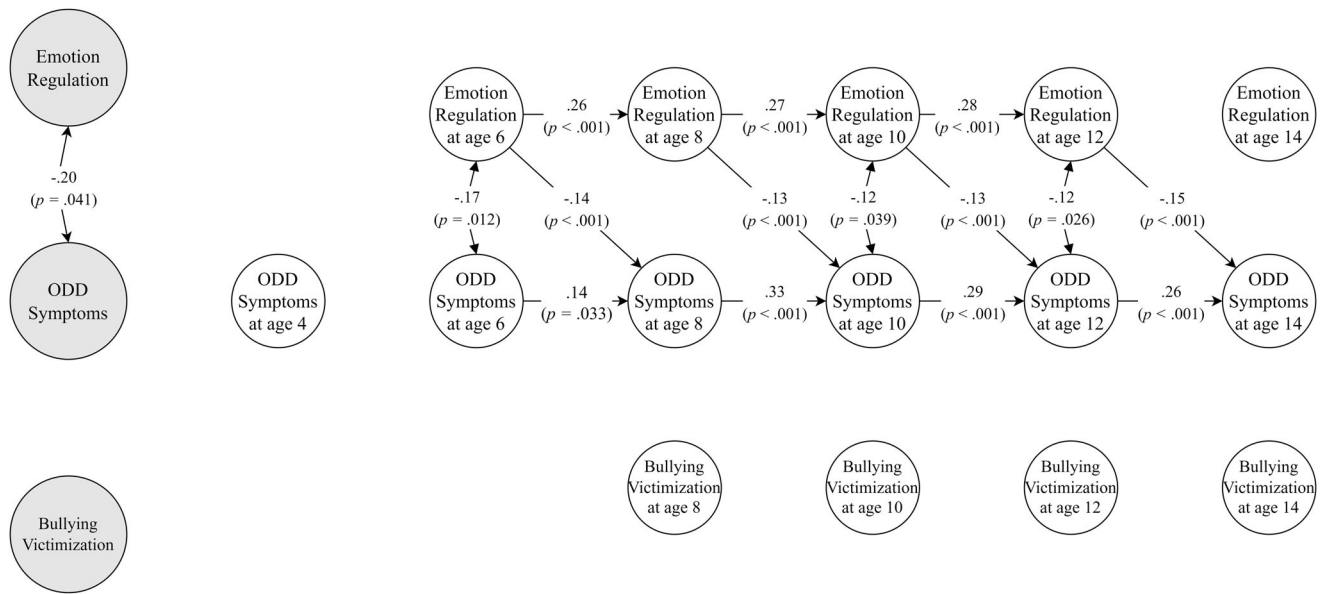 Emotion
Regulation
-.20
(p = .041)
ODD
Symptoms
Bullying
Victimization
ODD
Symptoms
at age 4
Emotion
Regulation
at age 6
.26
(p < .001)
Emotion
Regulation
at age 8
.27
(p < .001)
Emotion
Regulation
at age 10
.28
(p < .001)
Emotion
Regulation
at age 12
Emotion
Regulation
at age 14
-.17
(p = .012)
-.14
(p < .001)
-.13
(p < .001)
-.12
(p = .039)
-.13
(p < .001)
-.12
(p = .026)
-.15
(p < .001)
ODD
Symptoms
at age 6
.14
(p = .033)
ODD
Symptoms
at age 8
.33
(p < .001)
ODD
Symptoms
at age 10
.29
(p < .001)
ODD
Symptoms
at age 12
.26
(p < .001)
ODD
Symptoms
at age 14
Bullying
Victimization
at age 8
Bullying
Victimization
at age 10
Bullying
Victimization
at age 12
Bullying
Victimization
at age 14